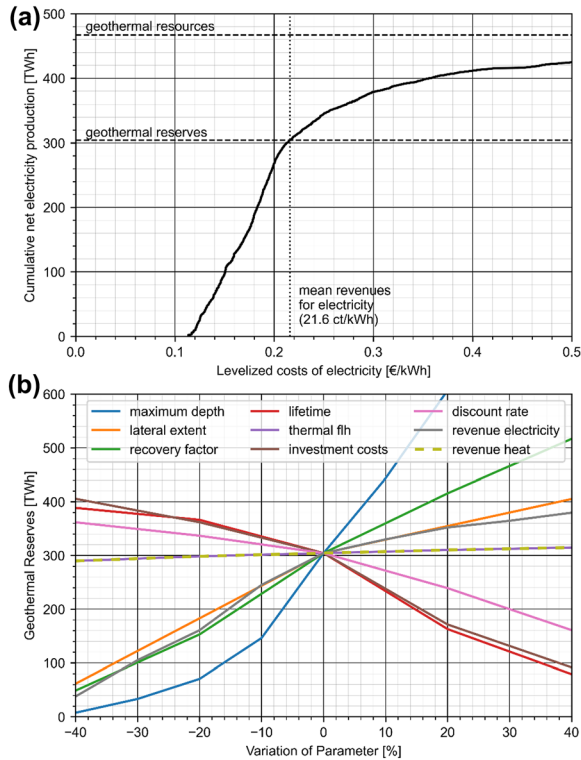 (a)
500
400
300
200
100
0
Cumulative net electricity production [TWh]
geothermal resources
geothermal reserves
mean revenues
for electricity
(21.6 ct/kWh)
0.0 0.1 0.2 0.3 0.4 0.5
Levelized costs of electricity [€/kWh]
(b)
600
500
400
300
200
100
0
Geothermal Reserves [TWh]
maximum depth lifetime discount rate
lateral extent thermal flh revenue electricity
recovery factor investment costs revenue heat
−40 −30 −20 −10 0 10 20 30 40
Variation of Parameter [%]